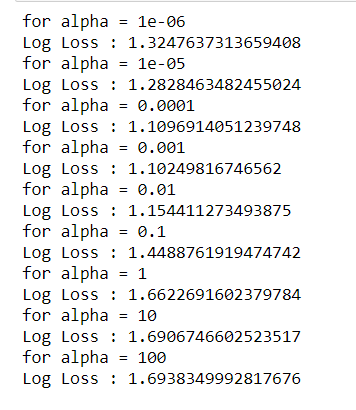 for alpha = 1e-06
Log Loss : 1.3247637313659408
for alpha = 1e-05
Log Loss : 1.2828463482455024
for alpha = 0.0001
Log Loss : 1.1096914051239748
for alpha = 0.001
Log Loss : 1.10249816746562
for alpha = 0.01
Log Loss : 1.154411273493875
for alpha = 0.1
Log Loss : 1.4488761919474742
for alpha = 1
Log Loss : 1.6622691602379784
for alpha = 10
Log Loss : 1.6906746602523517
for alpha = 100
Log Loss : 1.6938349992817676